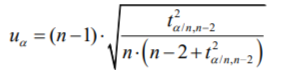 u_α = (n−1)·√(t²_{α/n,n−2} / (n·(n−2+t²_{α/n,n−2})))